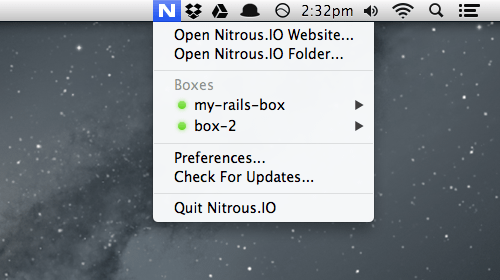 N 2:32pm
Open Nitrous.IO Website...
Open Nitrous.IO Folder...
Boxes
my-rails-box
box-2
Preferences...
Check For Updates...
Quit Nitrous.IO